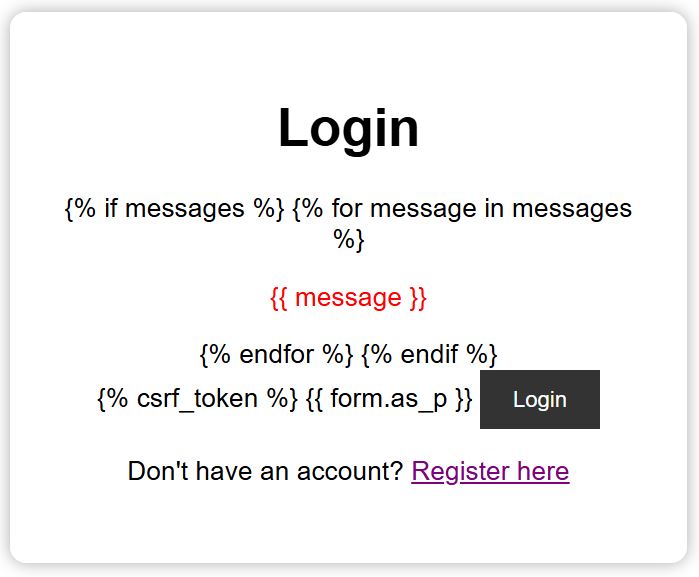 Login
{% if messages %} {% for message in messages
%}
{{ message }}
{% endfor %} {% endif %}
{% csrf_token %} {{ form.as_p }} Login
Don't have an account? Register here